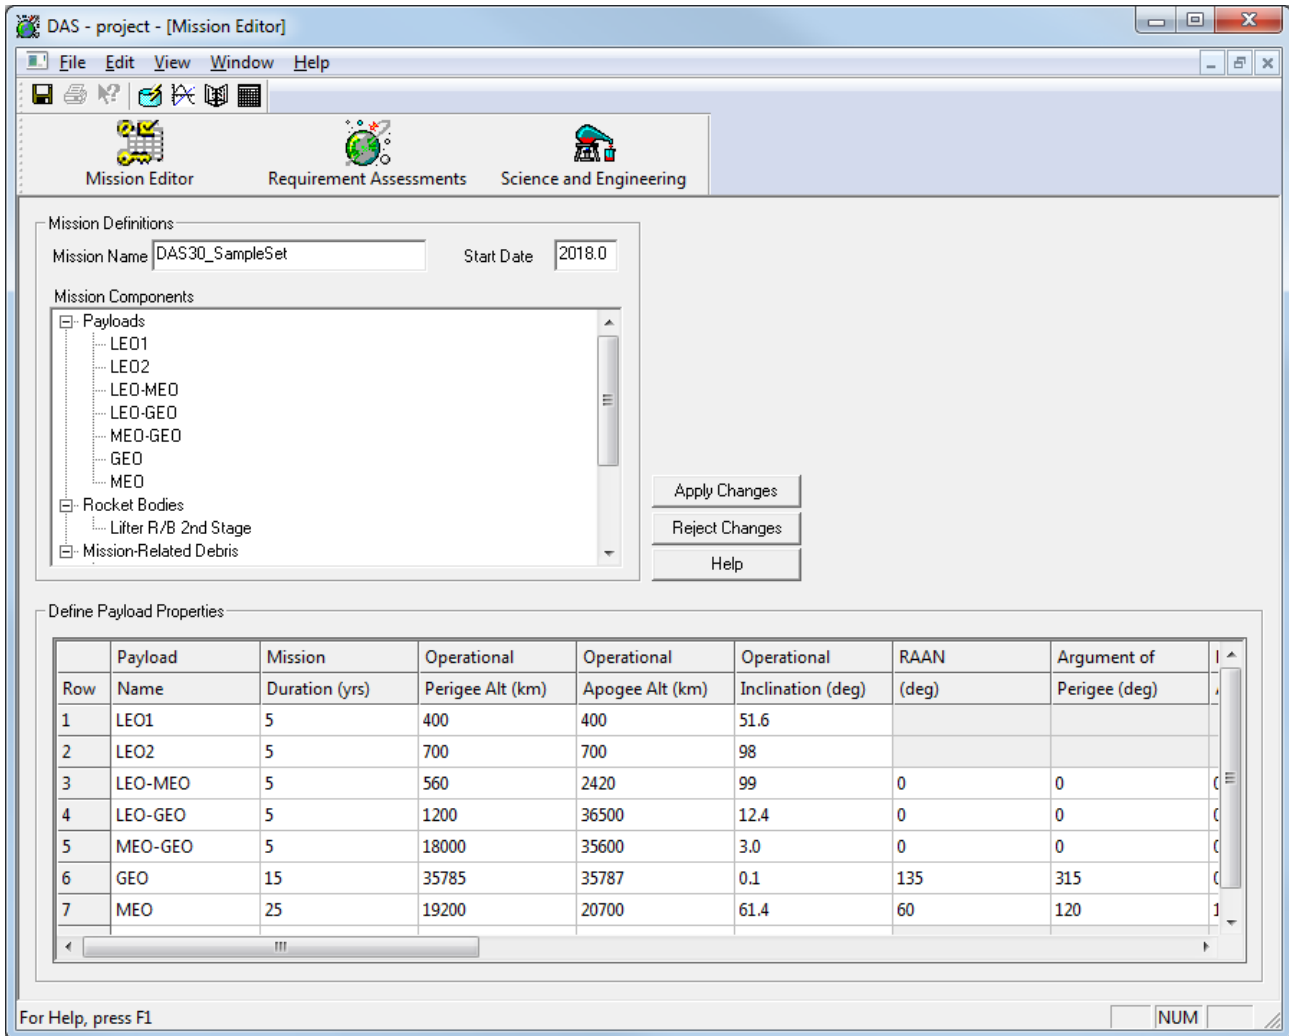 DAS - project - [Mission Editor]
File Edit View Window Help
Mission Editor Requirement Assessments Science and Engineering
Mission Definitions
Mission Name DAS30_SampleSet Start Date 2018.0
Mission Components
Payloads
LEO1
LEO2
LEO-MEO
LEO-GEO
MEO-GEO
GEO
MEO
Rocket Bodies
Lifter R/B 2nd Stage
Mission-Related Debris
Apply Changes
Reject Changes
Help
Define Payload Properties
Payload Mission Operational Operational Operational RAAN Argument of
Row Name Duration (yrs) Perigee Alt (km) Apogee Alt (km) Inclination (deg) (deg) Perigee (deg)
1 LEO1 5 400 400 51.6
2 LEO2 5 700 700 98
3 LEO-MEO 5 560 2420 99 0 0
4 LEO-GEO 5 1200 36500 12.4 0 0
5 MEO-GEO 5 18000 35600 3.0 0 0
6 GEO 15 35785 35787 0.1 135 315
7 MEO 25 19200 20700 61.4 60 120
For Help, press F1 NUM